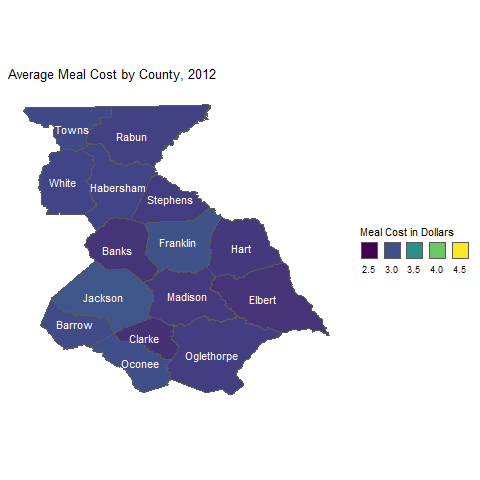 Average Meal Cost by County, 2012
Towns
Rabun
White
Habersham
Stephens
Banks
Franklin
Hart
Jackson
Madison
Elbert
Barrow
Clarke
Oconee
Oglethorpe
Meal Cost in Dollars
2.5 3.0 3.5 4.0 4.5